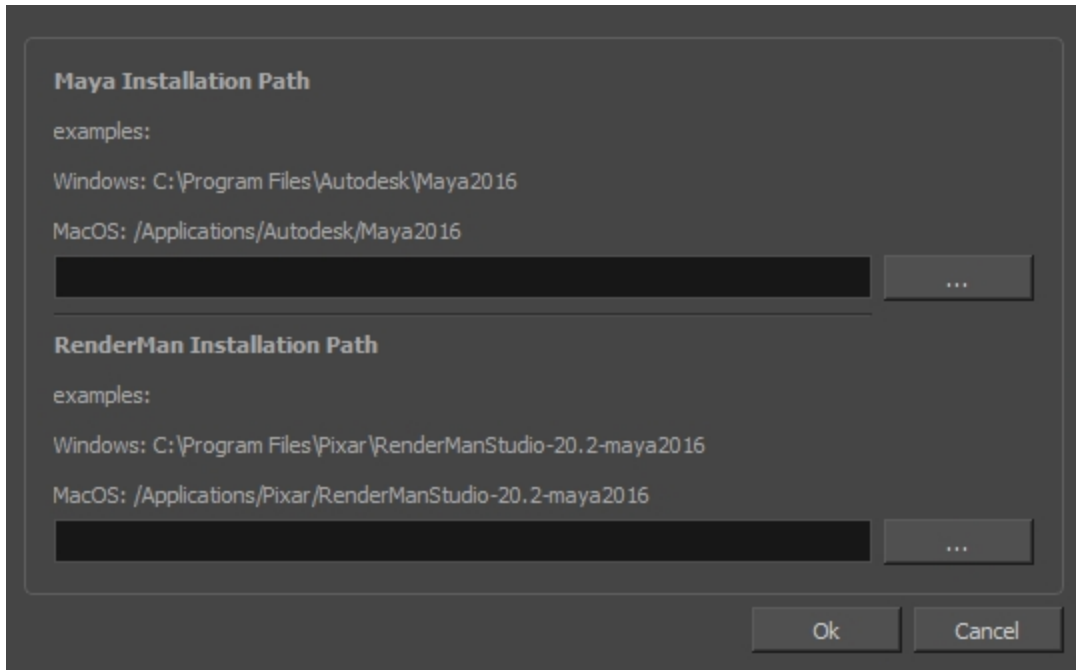 Maya Installation Path
examples:
Windows: C:\Program Files\Autodesk\Maya2016
MacOS: /Applications/Autodesk/Maya2016
...
RenderMan Installation Path
examples:
Windows: C:\Program Files\Pixar\RenderManStudio-20.2-maya2016
MacOS: /Applications/Pixar/RenderManStudio-20.2-maya2016
...
Ok Cancel